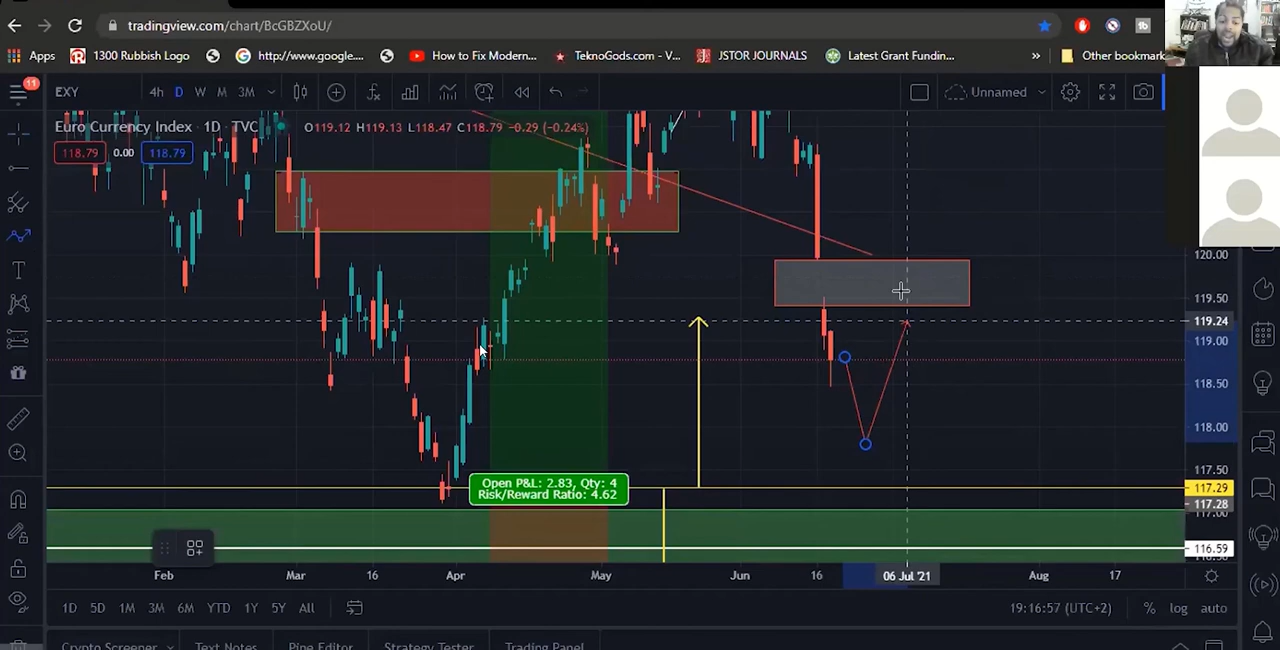 tradingview.com/chart/BcGBZXoU/
Apps 1300 Rubbish Logo http://www.google.... How to Fix Modern... TeknoGods.com - V... JSTOR JOURNALS Latest Grant Fundin... » Other bookmark
11
EXY 4h D W M 3M Unnamed
Euro Currency Index · 1D · TVC O119.12 H119.13 L118.47 C118.79 -0.29 (-0.24%)
118.79 0.00 118.79
120.00
119.50
119.24
119.00
118.50
118.00
117.50
Open P&L: 2.83, Qty: 4
Risk/Reward Ratio: 4.62
117.29
117.28
117.00
116.59
Feb Mar 16 Apr May Jun 16 06 Jul '21 Aug 17
1D 5D 1M 3M 6M YTD 1Y 5Y All 19:16:57 (UTC+2) % log auto
Crypto Screener Text Notes Pine Editor Strategy Tester Trading Panel